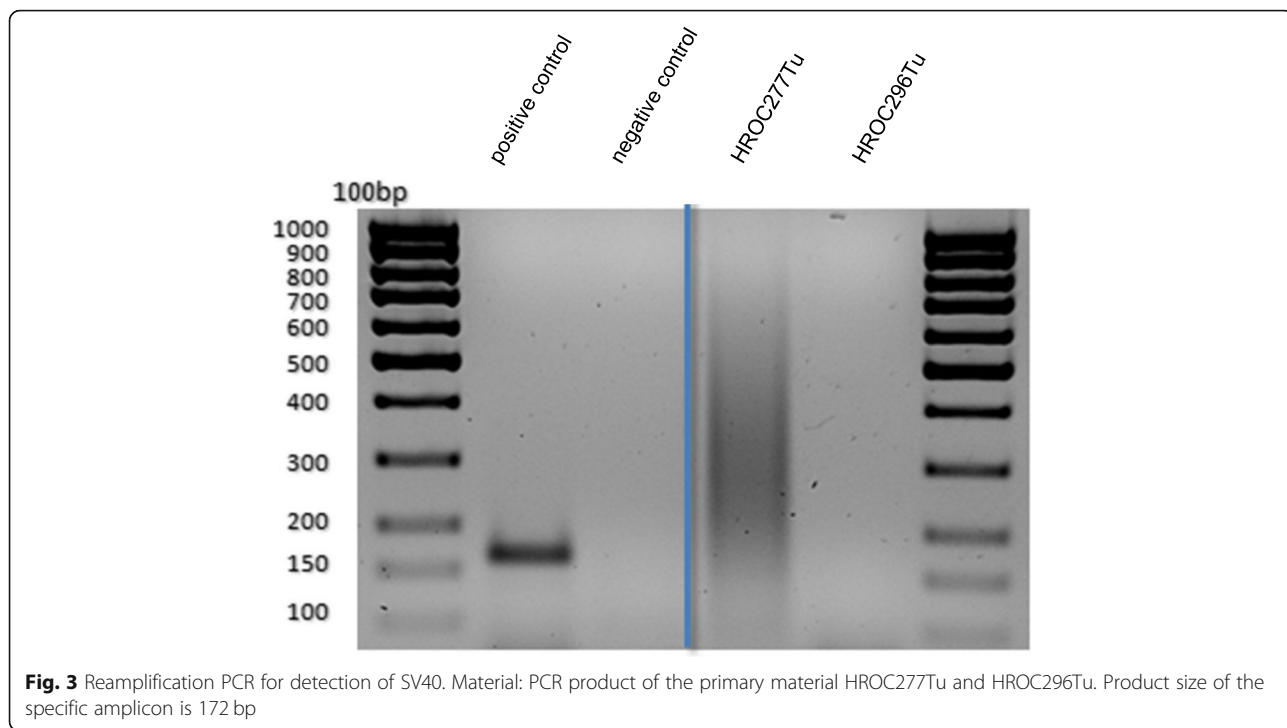 positive control
negative control
HROC277Tu
HROC296Tu
100bp
1000
900
800
700
600
500
400
300
200
150
100
Fig. 3 Reamplification PCR for detection of SV40. Material: PCR product of the primary material HROC277Tu and HROC296Tu. Product size of the
specific amplicon is 172 bp